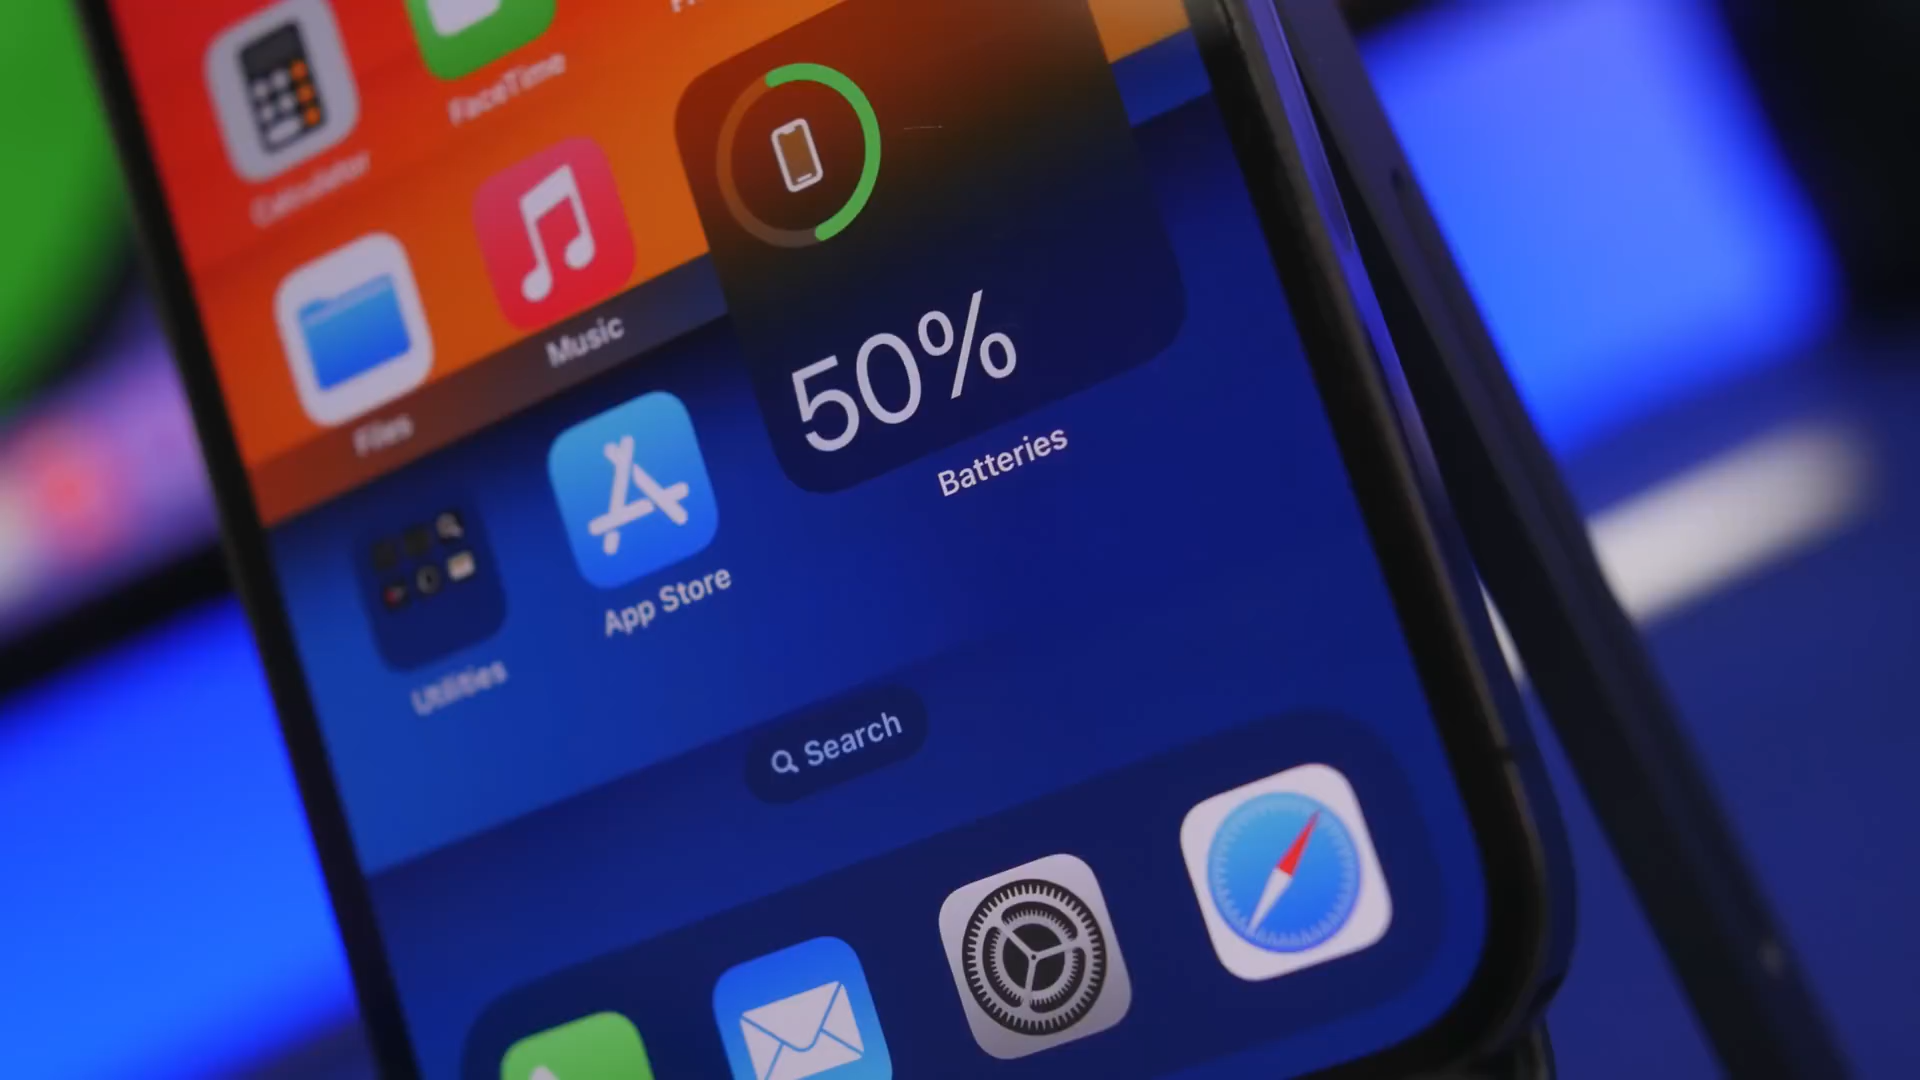 FaceTime
Calculator
Music
Files
50%
Batteries
App Store
Utilities
Search